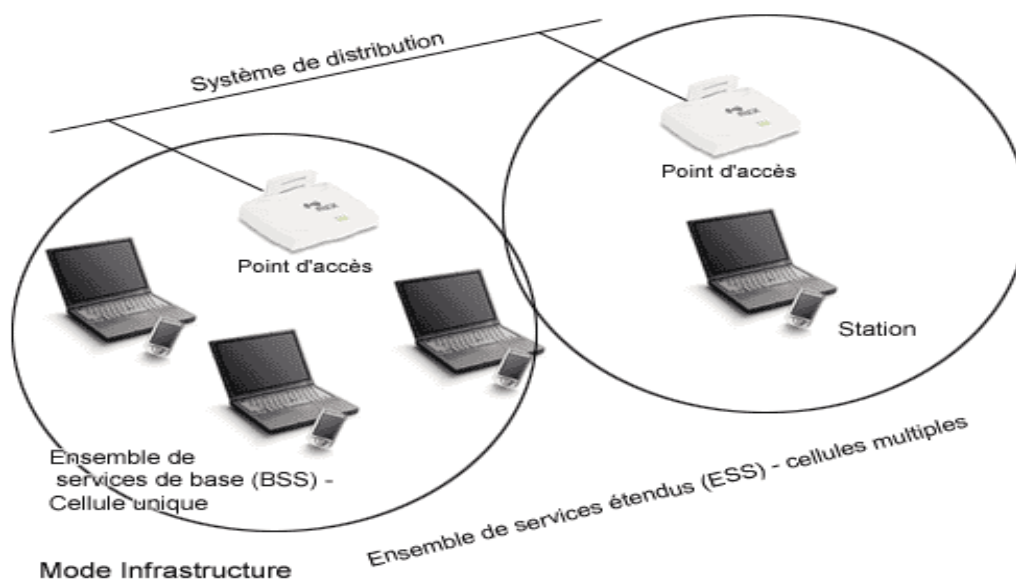 Système de distribution
Point d'accès
Point d'accès
Station
Ensemble de
services de base (BSS) -
Cellule unique
Ensemble de services étendus (ESS) - cellules multiples
Mode Infrastructure